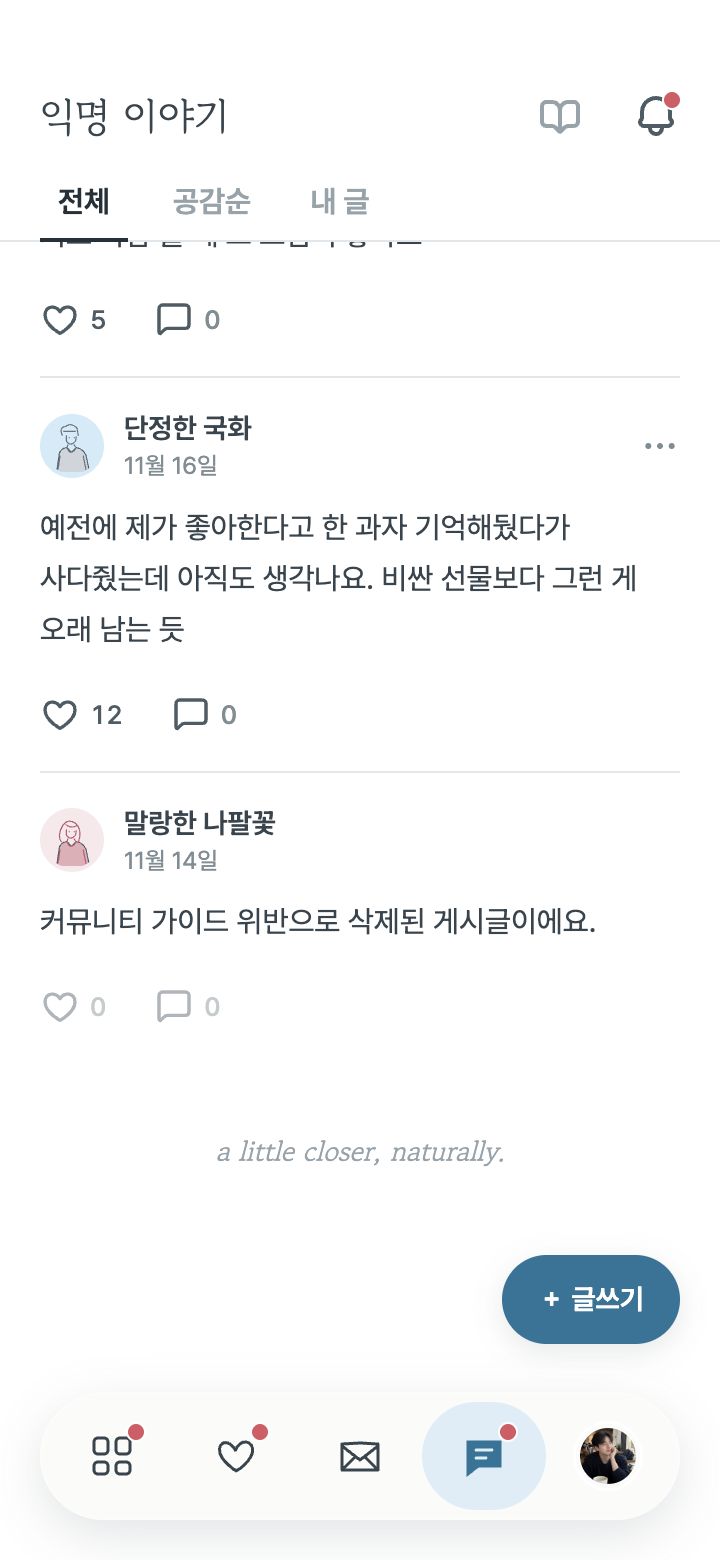 익명 이야기
전체 공감순 내 글
5 0
단정한 국화
11월 16일
예전에 제가 좋아한다고 한 과자 기억해뒀다가
사다줬는데 아직도 생각나요. 비싼 선물보다 그런 게
오래 남는 듯
12 0
말랑한 나팔꽃
11월 14일
커뮤니티 가이드 위반으로 삭제된 게시글이에요.
0 0
a little closer, naturally.
+ 글쓰기